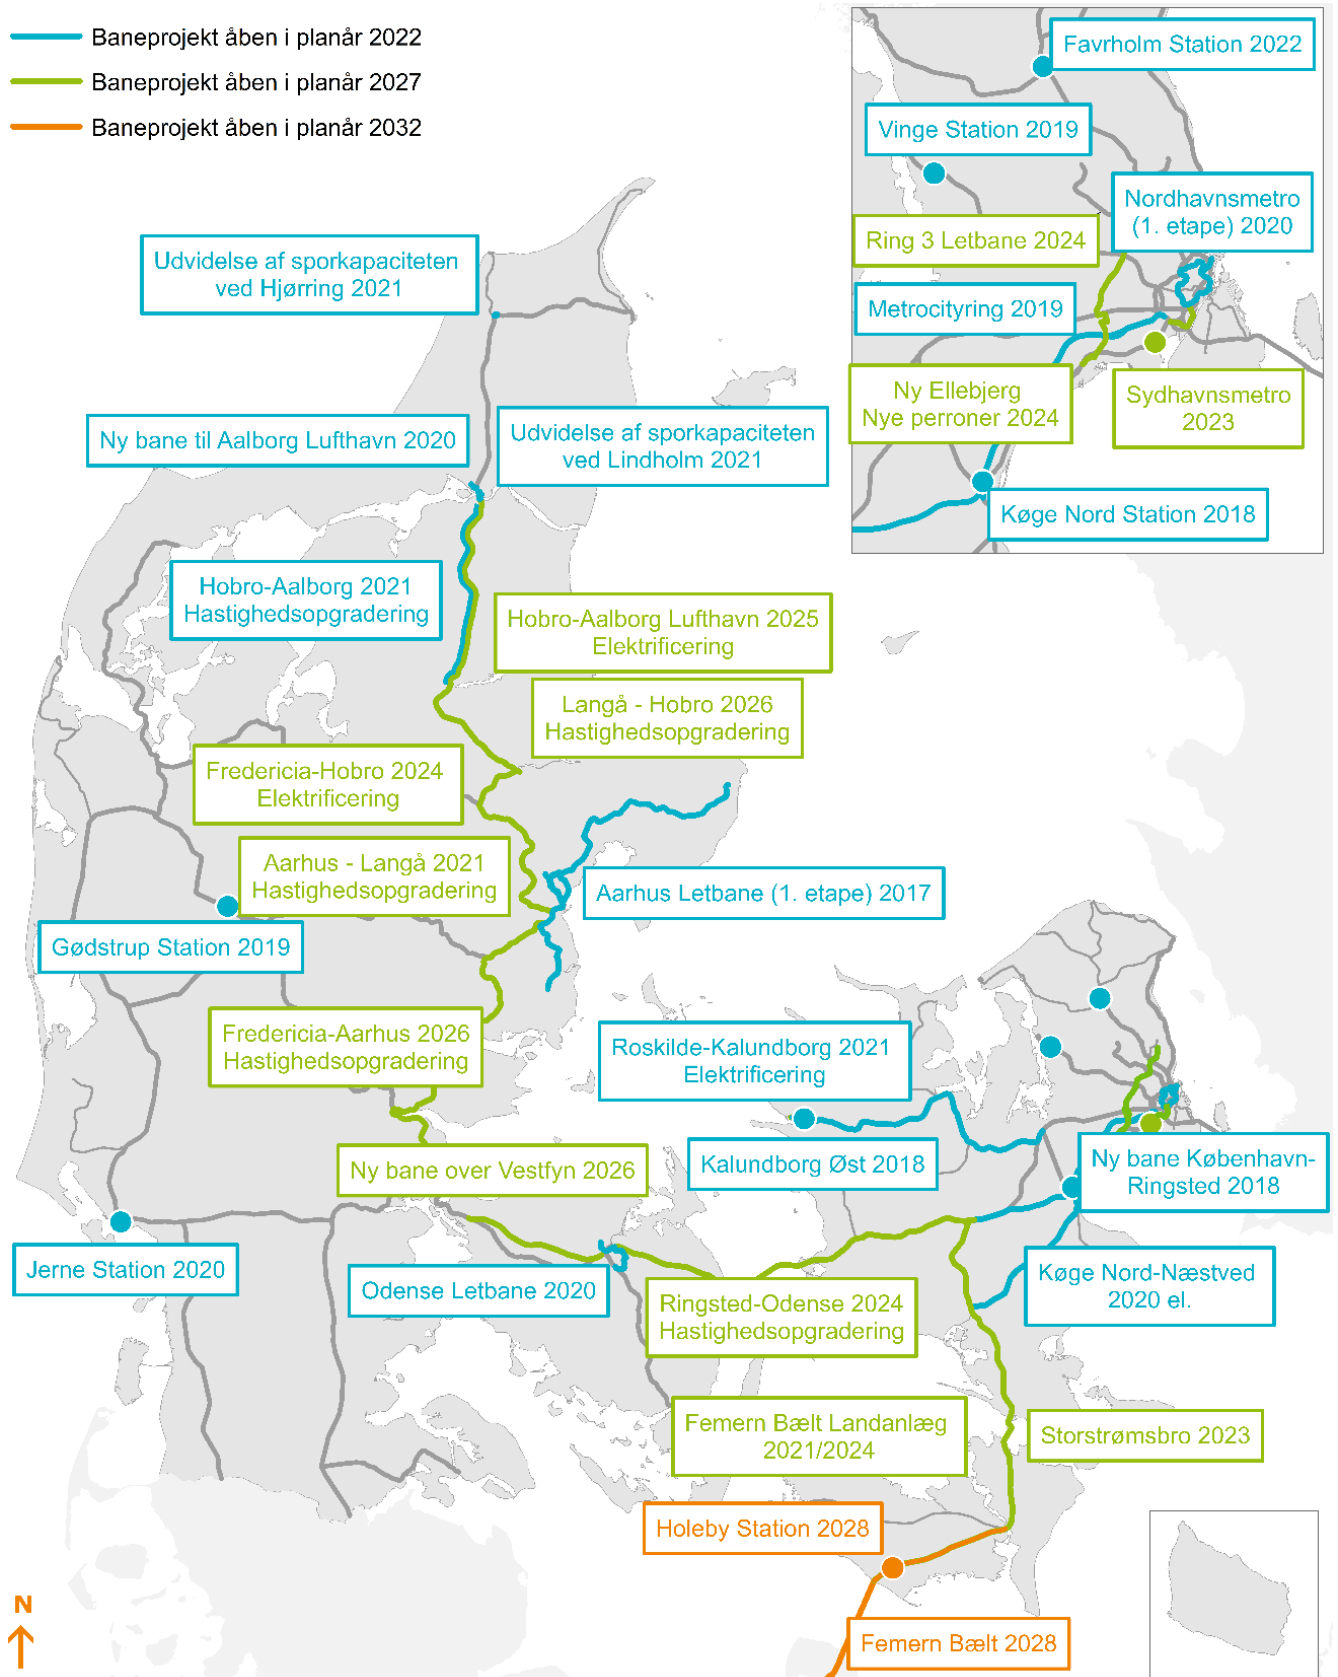 Baneprojekt åben i planår 2022
Baneprojekt åben i planår 2027
Baneprojekt åben i planår 2032
Favrholm Station 2022
Vinge Station 2019
Nordhavnsmetro
(1. etape) 2020
Ring 3 Letbane 2024
Metrocityring 2019
Ny Ellebjerg
Nye perroner 2024
Sydhavnsmetro
2023
Køge Nord Station 2018
Udvidelse af sporkapaciteten
ved Hjørring 2021
Ny bane til Aalborg Lufthavn 2020
Udvidelse af sporkapaciteten
ved Lindholm 2021
Hobro-Aalborg 2021
Hastighedsopgradering
Hobro-Aalborg Lufthavn 2025
Elektrificering
Langå - Hobro 2026
Hastighedsopgradering
Fredericia-Hobro 2024
Elektrificering
Aarhus - Langå 2021
Hastighedsopgradering
Aarhus Letbane (1. etape) 2017
Gødstrup Station 2019
Fredericia-Aarhus 2026
Hastighedsopgradering
Roskilde-Kalundborg 2021
Elektrificering
Kalundborg Øst 2018
Ny bane København-
Ringsted 2018
Ny bane over Vestfyn 2026
Jerne Station 2020
Odense Letbane 2020
Ringsted-Odense 2024
Hastighedsopgradering
Køge Nord-Næstved
2020 el.
Femern Bælt Landanlæg
2021/2024
Storstrømsbro 2023
Holeby Station 2028
Femern Bælt 2028
N